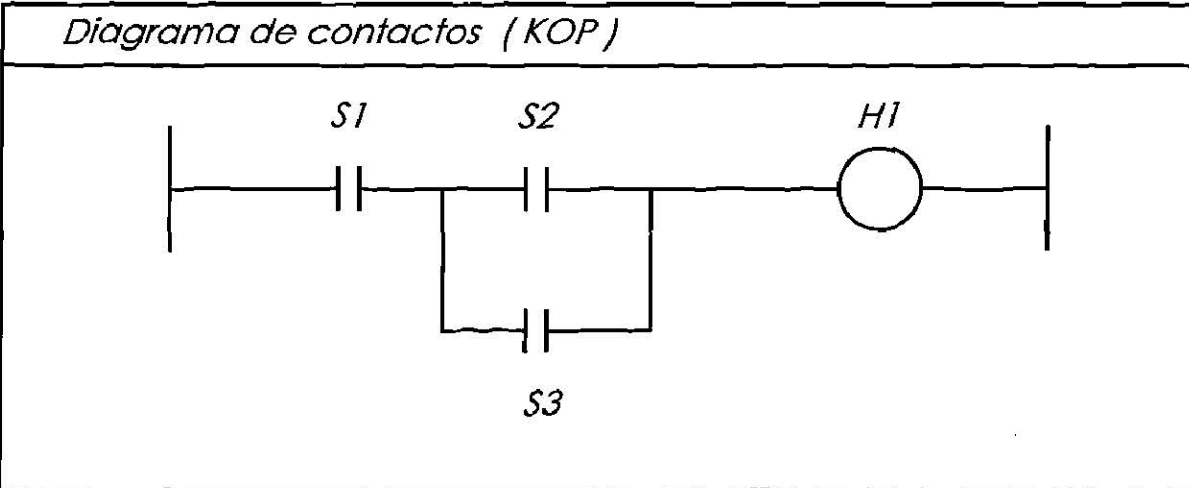 Diagrama de contactos ( KOP )
S1 S2 H1
S3